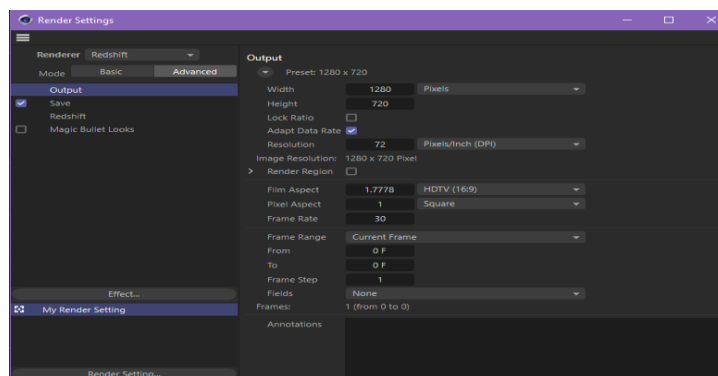 Render Settings
Renderer Redshift
Mode Basic Advanced
Output
Save
Redshift
Magic Bullet Looks
Effect...
My Render Setting
Render Setting...
Output
Preset: 1280 x 720
Width 1280 Pixels
Height 720
Lock Ratio
Adapt Data Rate
Resolution 72 Pixels/Inch (DPI)
Image Resolution: 1280 x 720 Pixel
Render Region
Film Aspect 1.7778 HDTV (16:9)
Pixel Aspect 1 Square
Frame Rate 30
Frame Range Current Frame
From 0 F
To 0 F
Frame Step 1
Fields None
Frames: 1 (from 0 to 0)
Annotations